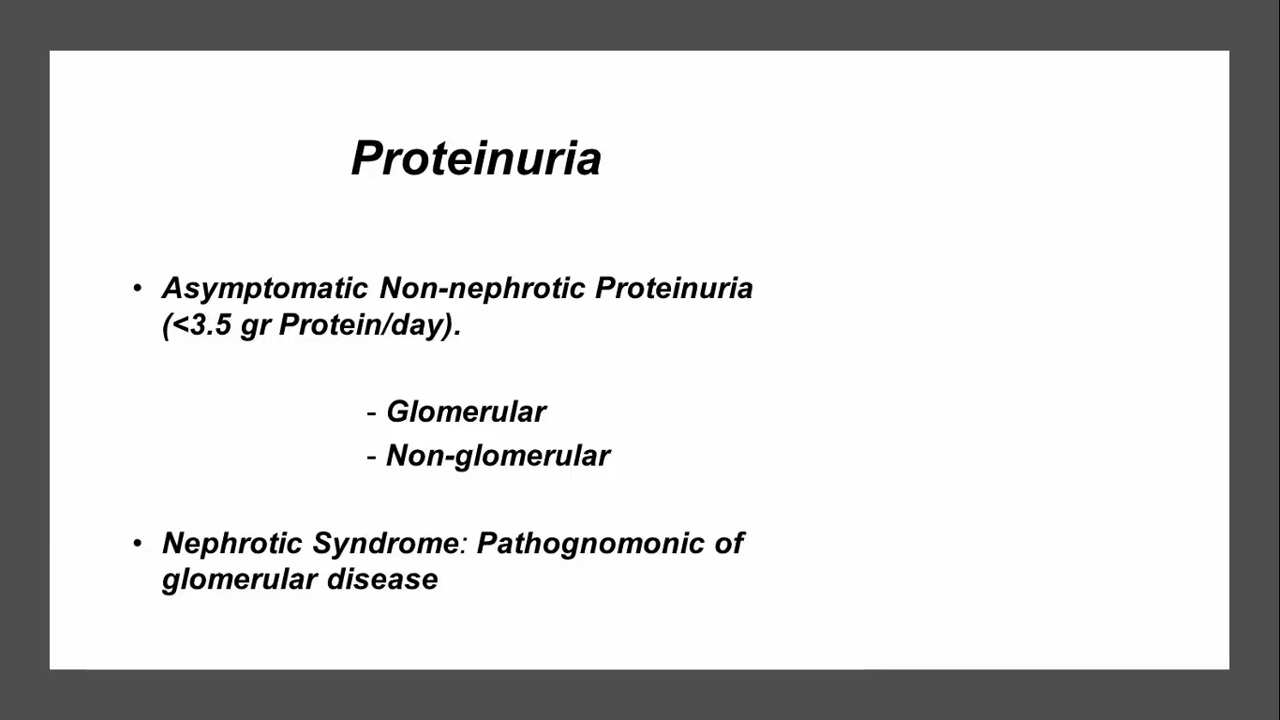 Proteinuria
• Asymptomatic Non-nephrotic Proteinuria
(<3.5 gr Protein/day).
- Glomerular
- Non-glomerular
• Nephrotic Syndrome: Pathognomonic of
glomerular disease